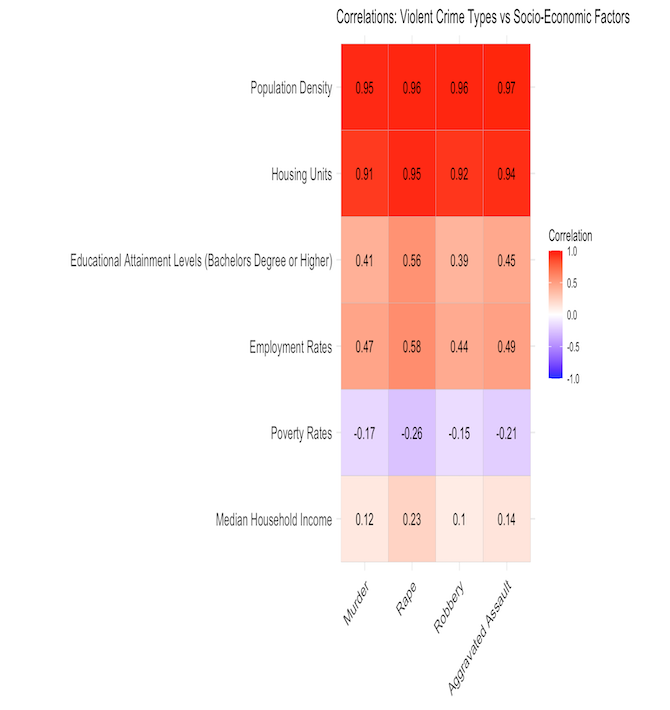 Correlations: Violent Crime Types vs Socio-Economic Factors
Population Density 0.95 0.96 0.96 0.97
Housing Units 0.91 0.95 0.92 0.94
Educational Attainment Levels (Bachelors Degree or Higher) 0.41 0.56 0.39 0.45
Employment Rates 0.47 0.58 0.44 0.49
Poverty Rates -0.17 -0.26 -0.15 -0.21
Median Household Income 0.12 0.23 0.1 0.14
Murder
Rape
Robbery
Aggravated Assault
Correlation
1.0
0.5
0.0
-0.5
-1.0